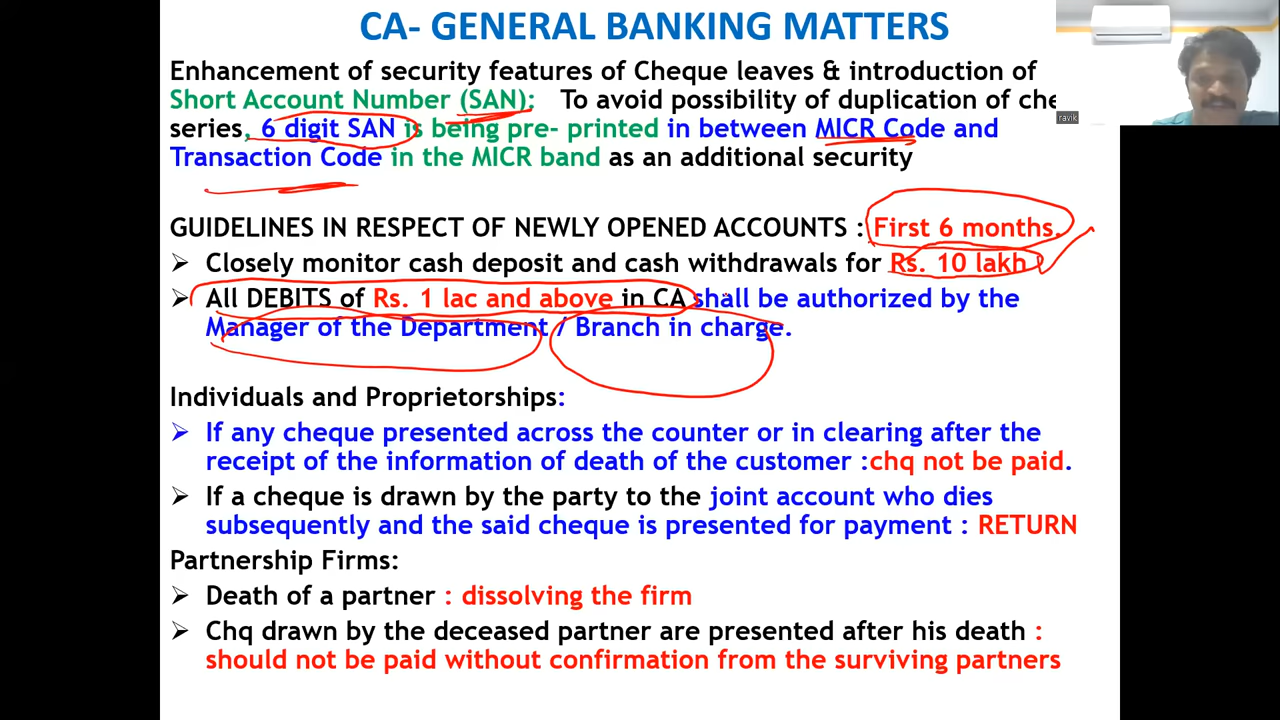 CA- GENERAL BANKING MATTERS
Enhancement of security features of Cheque leaves & introduction of
Short Account Number (SAN): To avoid possibility of duplication of che
series, 6 digit SAN is being pre- printed in between MICR Code and
Transaction Code in the MICR band as an additional security
ravik
GUIDELINES IN RESPECT OF NEWLY OPENED ACCOUNTS : First 6 months.
➢ Closely monitor cash deposit and cash withdrawals for Rs. 10 lakh
➢ All DEBITS of Rs. 1 lac and above in CA shall be authorized by the
Manager of the Department / Branch in charge.
Individuals and Proprietorships:
➢ If any cheque presented across the counter or in clearing after the
receipt of the information of death of the customer :chq not be paid.
➢ If a cheque is drawn by the party to the joint account who dies
subsequently and the said cheque is presented for payment : RETURN
Partnership Firms:
➢ Death of a partner : dissolving the firm
➢ Chq drawn by the deceased partner are presented after his death :
should not be paid without confirmation from the surviving partners